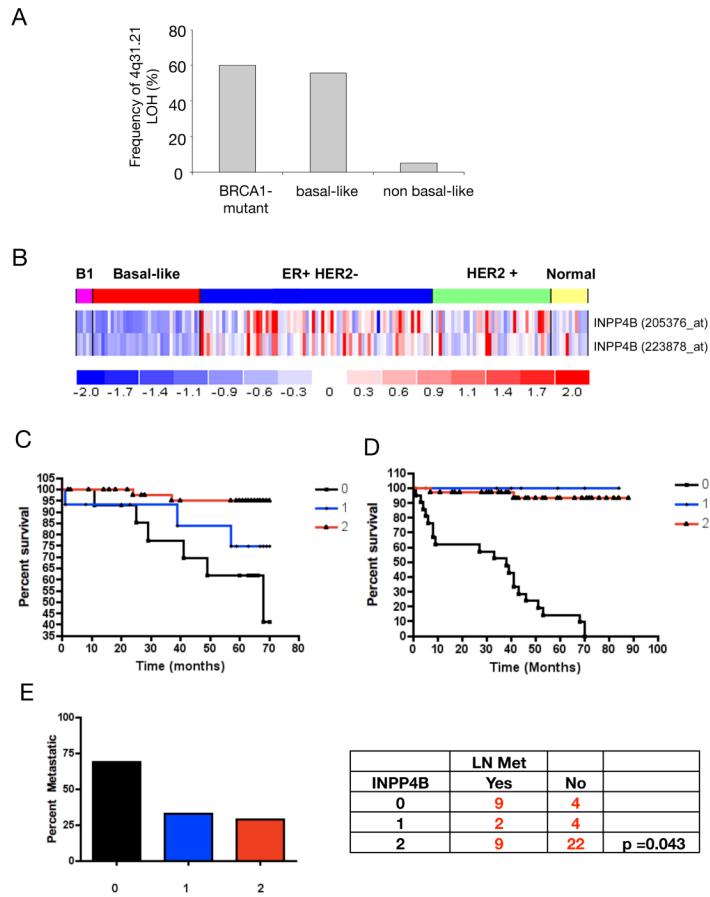 A
Frequency of 4q31.21
LOH (%)
80
60
40
20
0
BRCA1-
mutant
basal-like
non basal-like
B
B1
Basal-like
ER+ HER2-
HER2 +
Normal
INPP4B (205376_at)
INPP4B (223878_at)
-2.0 -1.7 -1.4 -1.1 -0.9 -0.6 -0.3 0 0.3 0.6 0.9 1.1 1.4 1.7 2.0
C
Percent survival
105
100
95
90
85
80
75
70
65
60
55
50
45
40
35
0 10 20 30 40 50 60 70 80
Time (months)
0
1
2
D
Percent survival
110
100
90
80
70
60
50
40
30
20
10
0
0 10 20 30 40 50 60 70 80 90 100
Time (Months)
0
1
2
E
Percent Metastatic
100
75
50
25
0
0 1 2
LN Met
INPP4B Yes No
0 9 4
1 2 4
2 9 22 p =0.043